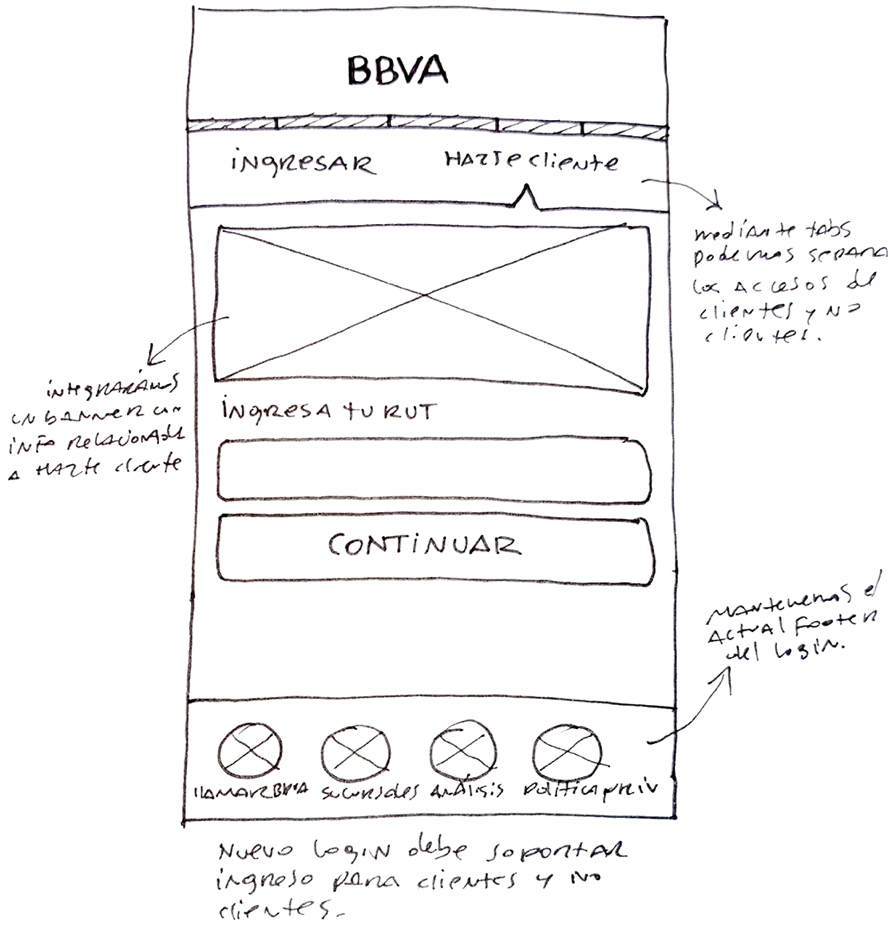 BBVA
INGRESAR
HAZTE cliente
mediante tabs
podemos separa
los accesos de
clientes y no
clientes.
integraríamos
un banner con
info relacionada
a Hazte cliente
INGRESA tu RUT
CONTINUAR
MANtenemos el
Actual footer
del login.
llamar BBVA
sucursales
Análisis
política priv
Nuevo login debe soportar
ingreso para clientes y no
clientes.